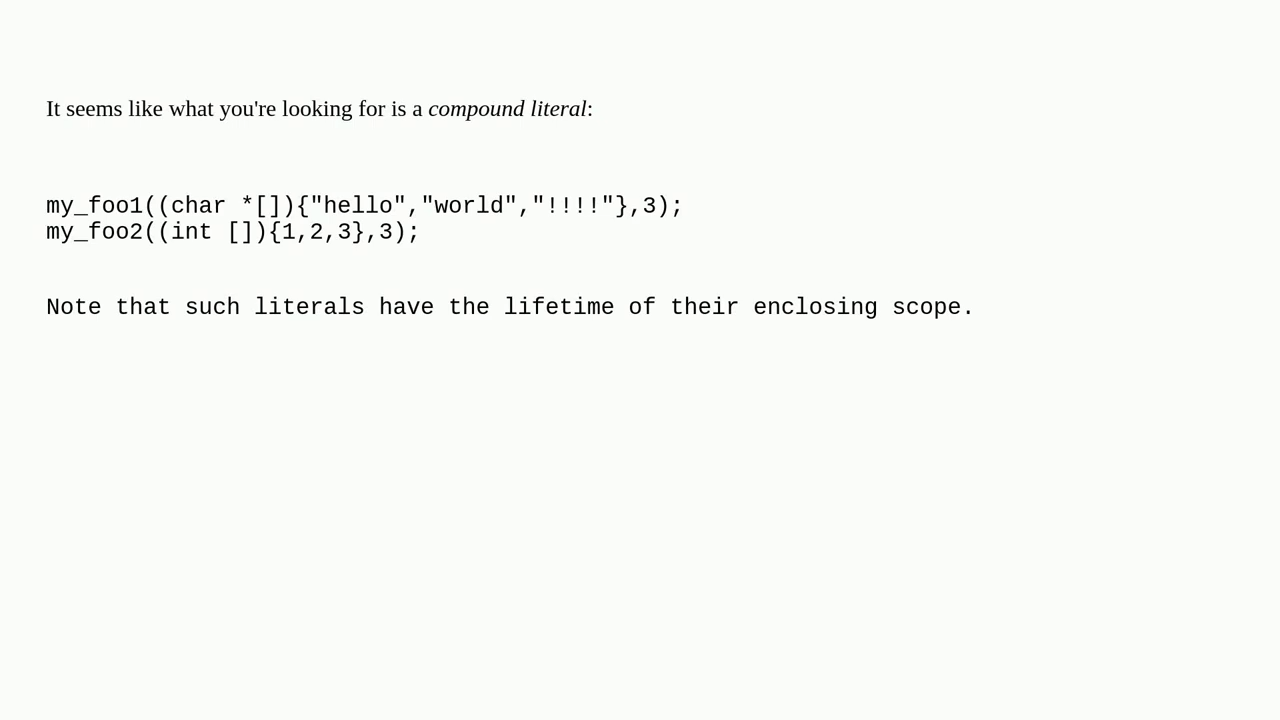 It seems like what you're looking for is a compound literal:
my_foo1((char *[]){"hello","world","!!!!"},3);
my_foo2((int []){1,2,3},3);
Note that such literals have the lifetime of their enclosing scope.